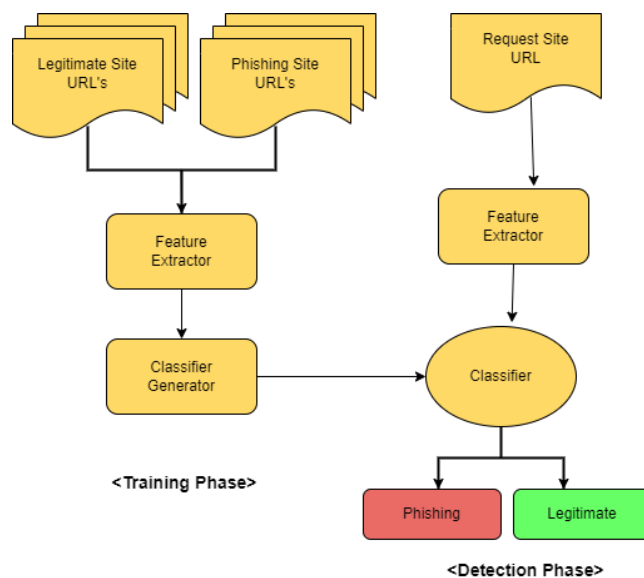 Legitimate Site
URL's
Phishing Site
URL's
Request Site
URL
Feature
Extractor
Feature
Extractor
Classifier
Generator
Classifier
<Training Phase>
Phishing
Legitimate
<Detection Phase>